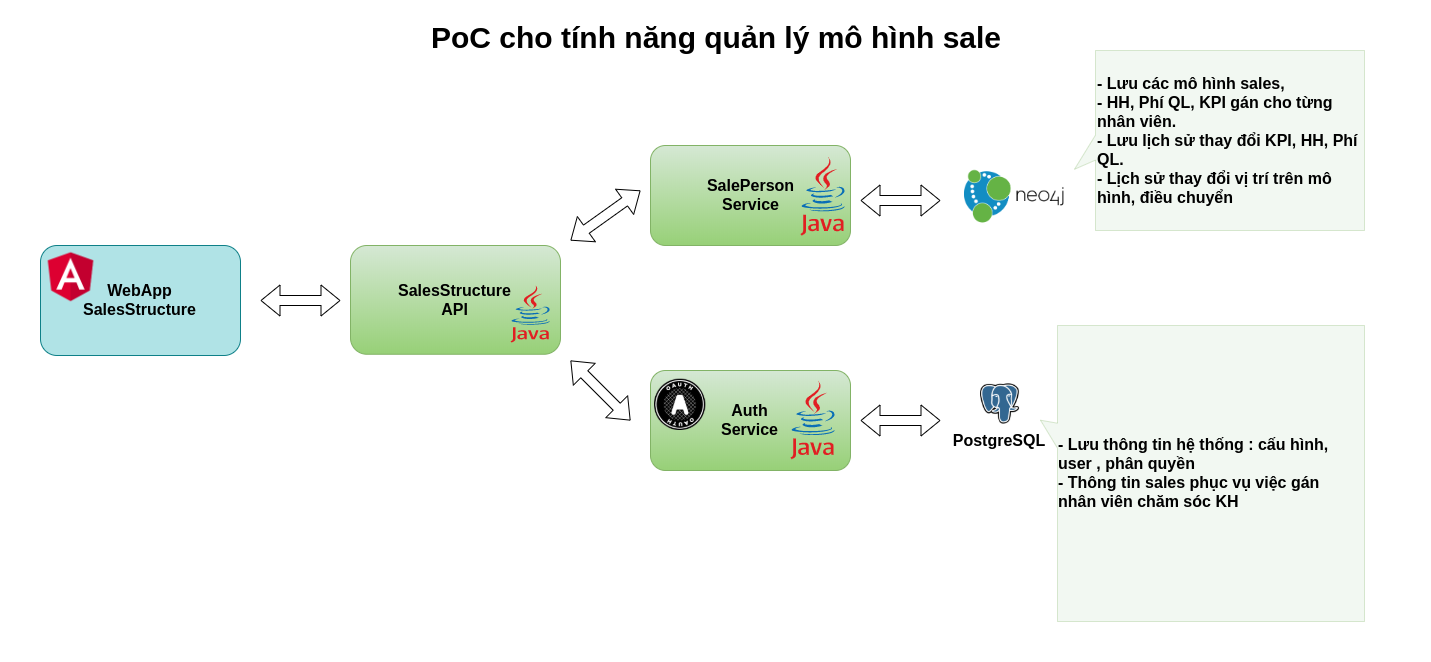 PoC cho tính năng quản lý mô hình sale
- Lưu các mô hình sales,
- HH, Phí QL, KPI gán cho từng
nhân viên.
- Lưu lịch sử thay đổi KPI, HH, Phí
QL.
- Lịch sử thay đổi vị trí trên mô
hình, điều chuyển
SalePerson
Service
Java
neo4j
WebApp
SalesStructure
SalesStructure
API
Java
OAUTH
OAUTH
Auth
Service
Java
PostgreSQL
- Lưu thông tin hệ thống : cấu hình,
user , phân quyền
- Thông tin sales phục vụ việc gán
nhân viên chăm sóc KH